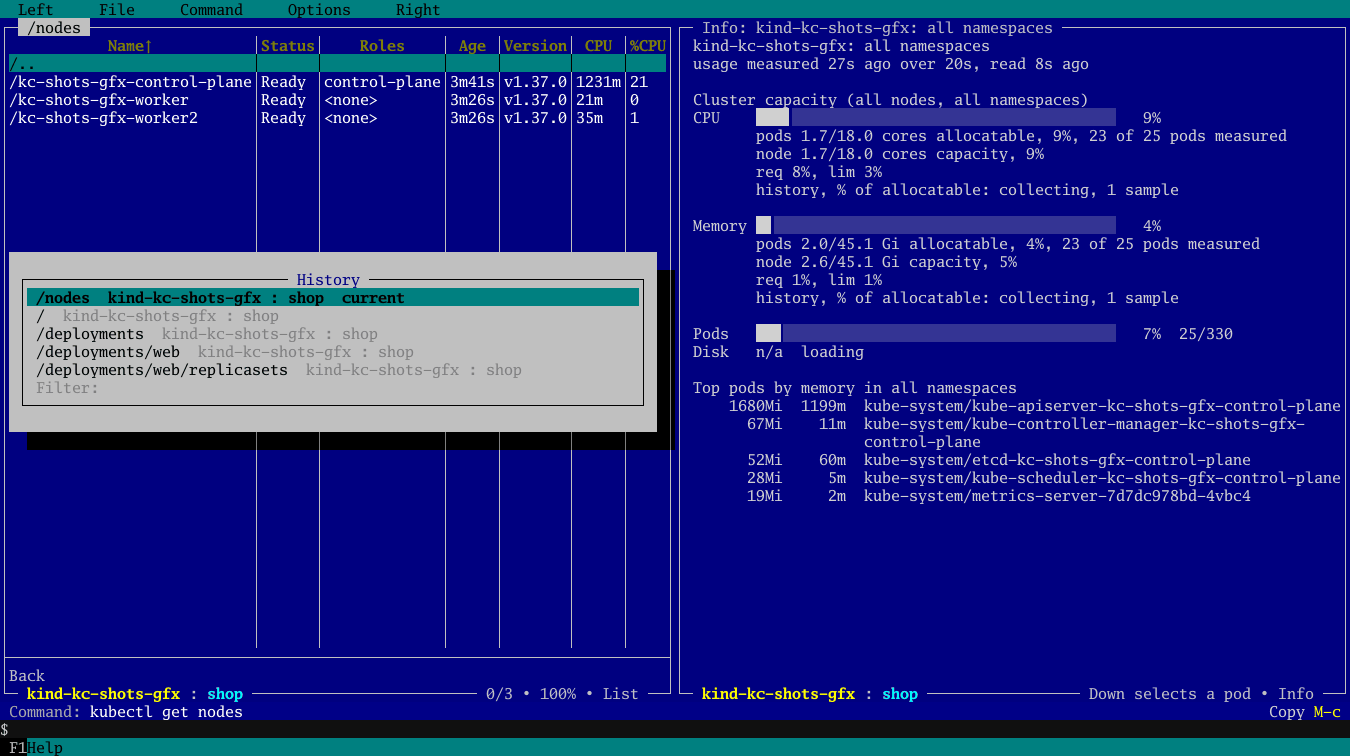 Left File Command Options Right
/nodes
Name↑ Status Roles Age Version CPU %CPU
/..
/kc-shots-gfx-control-plane Ready control-plane 3m41s v1.37.0 1231m 21
/kc-shots-gfx-worker Ready <none> 3m26s v1.37.0 21m 0
/kc-shots-gfx-worker2 Ready <none> 3m26s v1.37.0 35m 1
History
/nodes kind-kc-shots-gfx : shop current
/ kind-kc-shots-gfx : shop
/deployments kind-kc-shots-gfx : shop
/deployments/web kind-kc-shots-gfx : shop
/deployments/web/replicasets kind-kc-shots-gfx : shop
Filter:
Back
kind-kc-shots-gfx : shop 0/3 • 100% • List
Info: kind-kc-shots-gfx: all namespaces
kind-kc-shots-gfx: all namespaces
usage measured 27s ago over 20s, read 8s ago
Cluster capacity (all nodes, all namespaces)
CPU 9%
pods 1.7/18.0 cores allocatable, 9%, 23 of 25 pods measured
node 1.7/18.0 cores capacity, 9%
req 8%, lim 3%
history, % of allocatable: collecting, 1 sample
Memory 4%
pods 2.0/45.1 Gi allocatable, 4%, 23 of 25 pods measured
node 2.6/45.1 Gi capacity, 5%
req 1%, lim 1%
history, % of allocatable: collecting, 1 sample
Pods 7% 25/330
Disk n/a loading
Top pods by memory in all namespaces
1680Mi 1199m kube-system/kube-apiserver-kc-shots-gfx-control-plane
67Mi 11m kube-system/kube-controller-manager-kc-shots-gfx-
control-plane
52Mi 60m kube-system/etcd-kc-shots-gfx-control-plane
28Mi 5m kube-system/kube-scheduler-kc-shots-gfx-control-plane
19Mi 2m kube-system/metrics-server-7d7dc978bd-4vbc4
kind-kc-shots-gfx : shop Down selects a pod • Info
Command: kubectl get nodes Copy M-c
$
F1Help